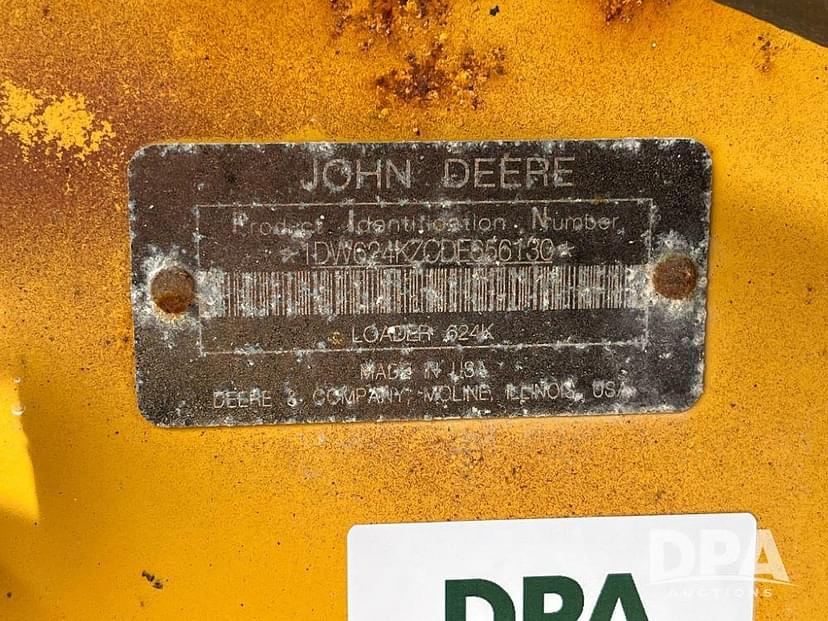 JOHN DEERE
Product Identification Number
*1DW624KZCDE656130*
LOADER 624K
MADE IN USA
DEERE & COMPANY, MOLINE, ILLINOIS, USA
DPA
DPA
AUCTIONS